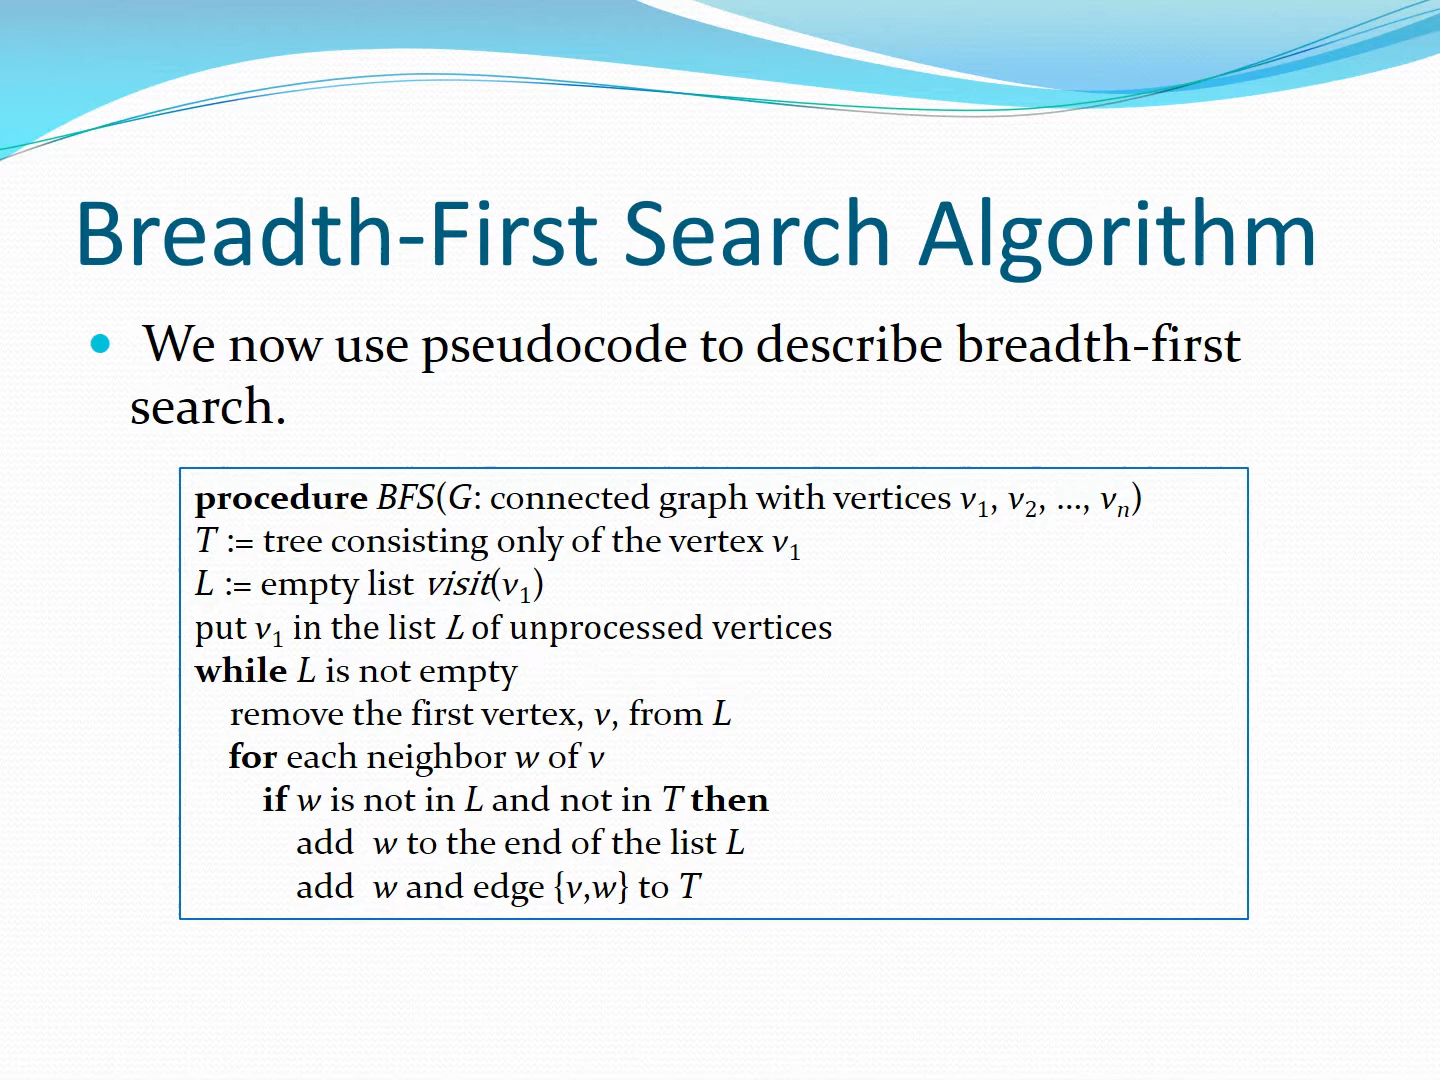 Breadth-First Search Algorithm
• We now use pseudocode to describe breadth-first
search.
procedure BFS(G: connected graph with vertices v₁, v₂, …, vₙ)
T := tree consisting only of the vertex v₁
L := empty list visit(v₁)
put v₁ in the list L of unprocessed vertices
while L is not empty
remove the first vertex, v, from L
for each neighbor w of v
if w is not in L and not in T then
add w to the end of the list L
add w and edge {v,w} to T